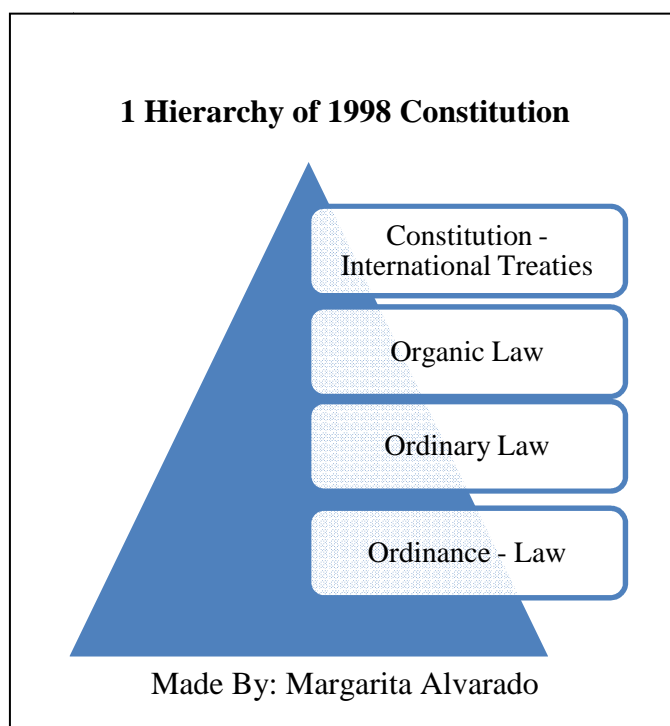 1 Hierarchy of 1998 Constitution
Constitution -
International Treaties
Organic Law
Ordinary Law
Ordinance - Law
Made By: Margarita Alvarado